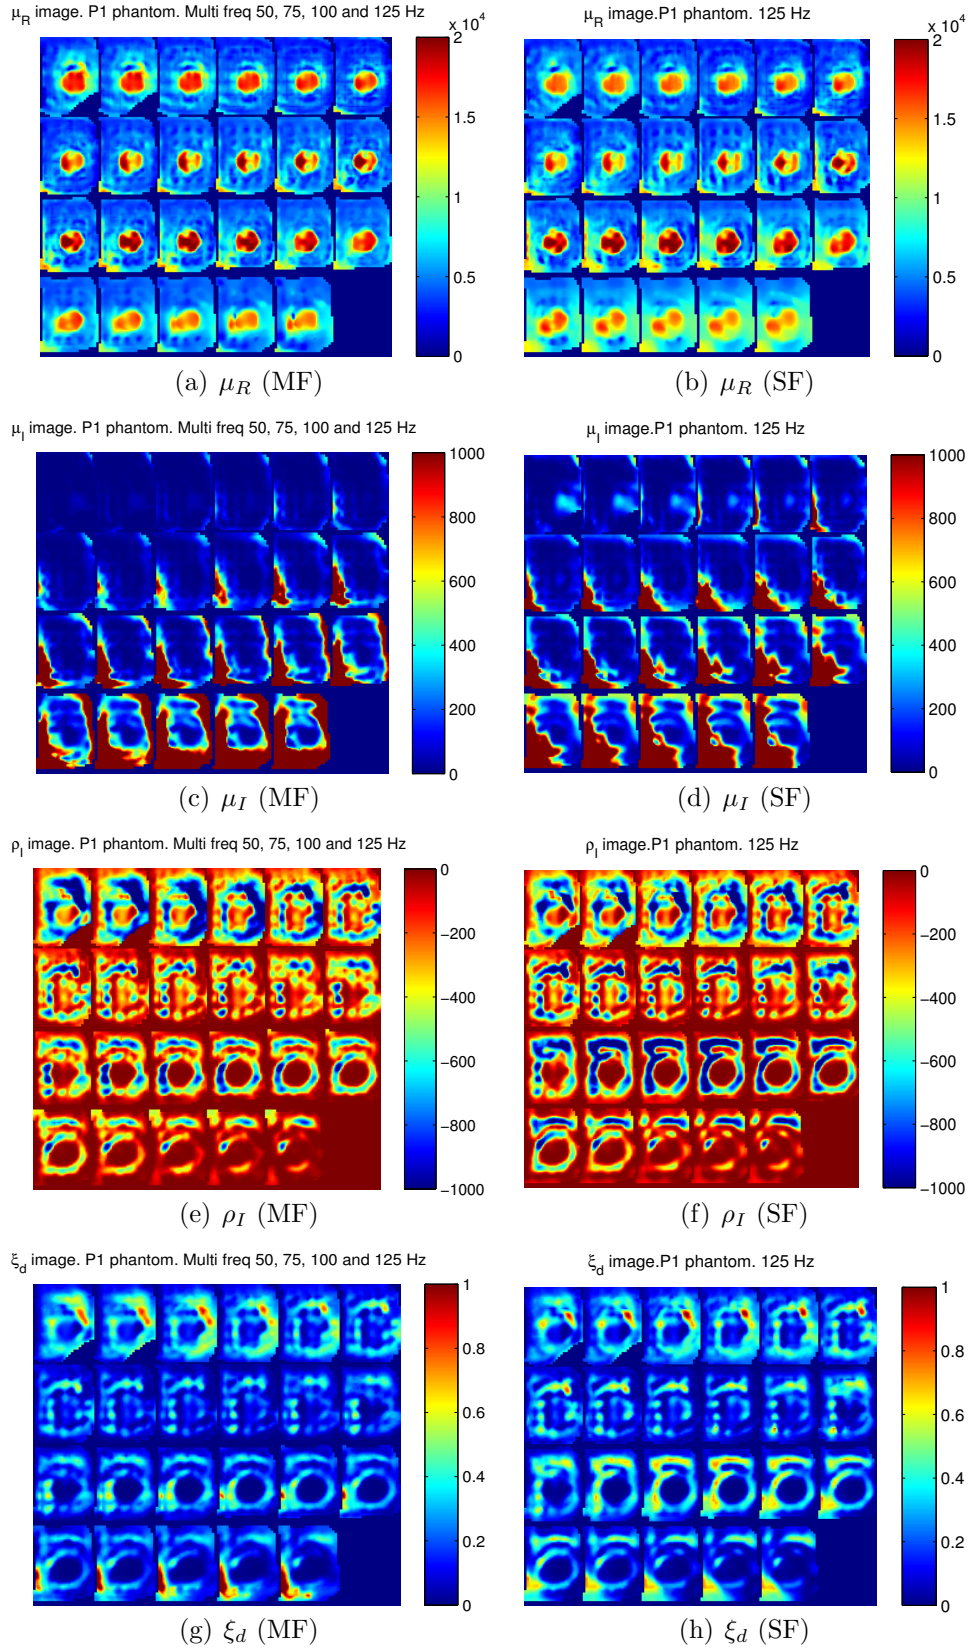 μR image. P1 phantom. Multi freq 50, 75, 100 and 125 Hz
x 10^4
2
1.5
1
0.5
0
(a) μR (MF)
μR image.P1 phantom. 125 Hz
x 10^4
2
1.5
1
0.5
0
(b) μR (SF)
μI image. P1 phantom. Multi freq 50, 75, 100 and 125 Hz
1000
800
600
400
200
0
(c) μI (MF)
μI image.P1 phantom. 125 Hz
1000
800
600
400
200
0
(d) μI (SF)
ρI image. P1 phantom. Multi freq 50, 75, 100 and 125 Hz
0
−200
−400
−600
−800
−1000
(e) ρI (MF)
ρI image.P1 phantom. 125 Hz
0
−200
−400
−600
−800
−1000
(f) ρI (SF)
ξd image. P1 phantom. Multi freq 50, 75, 100 and 125 Hz
1
0.8
0.6
0.4
0.2
0
(g) ξd (MF)
ξd image.P1 phantom. 125 Hz
1
0.8
0.6
0.4
0.2
0
(h) ξd (SF)